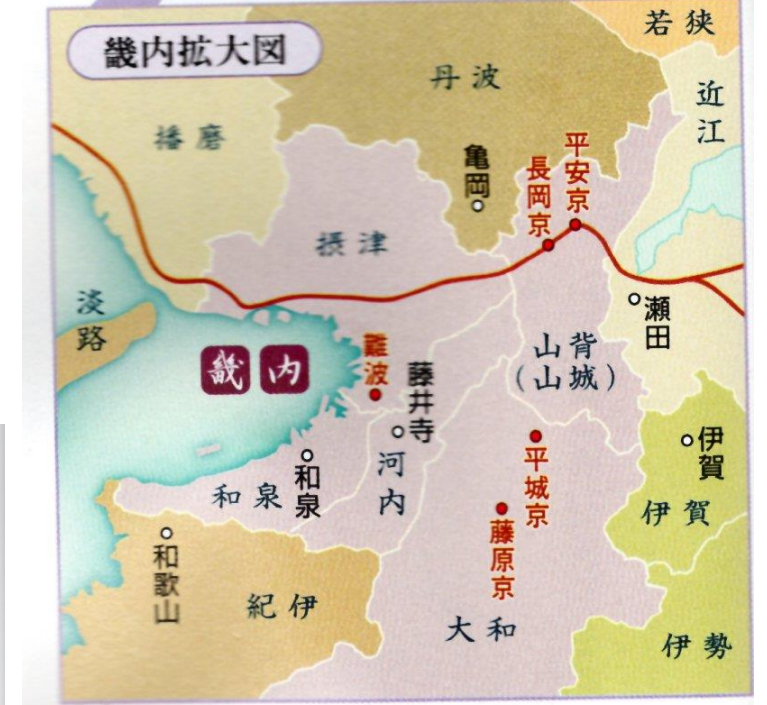 畿内拡大図
若狭
丹波
近江
播磨
亀岡
平安京
長岡京
摂津
淡路
瀬田
難波
山背
(山城)
畿内
藤井寺
伊賀
平城京
河内
和泉
和泉
伊賀
藤原京
和歌山
紀伊
大和
伊勢